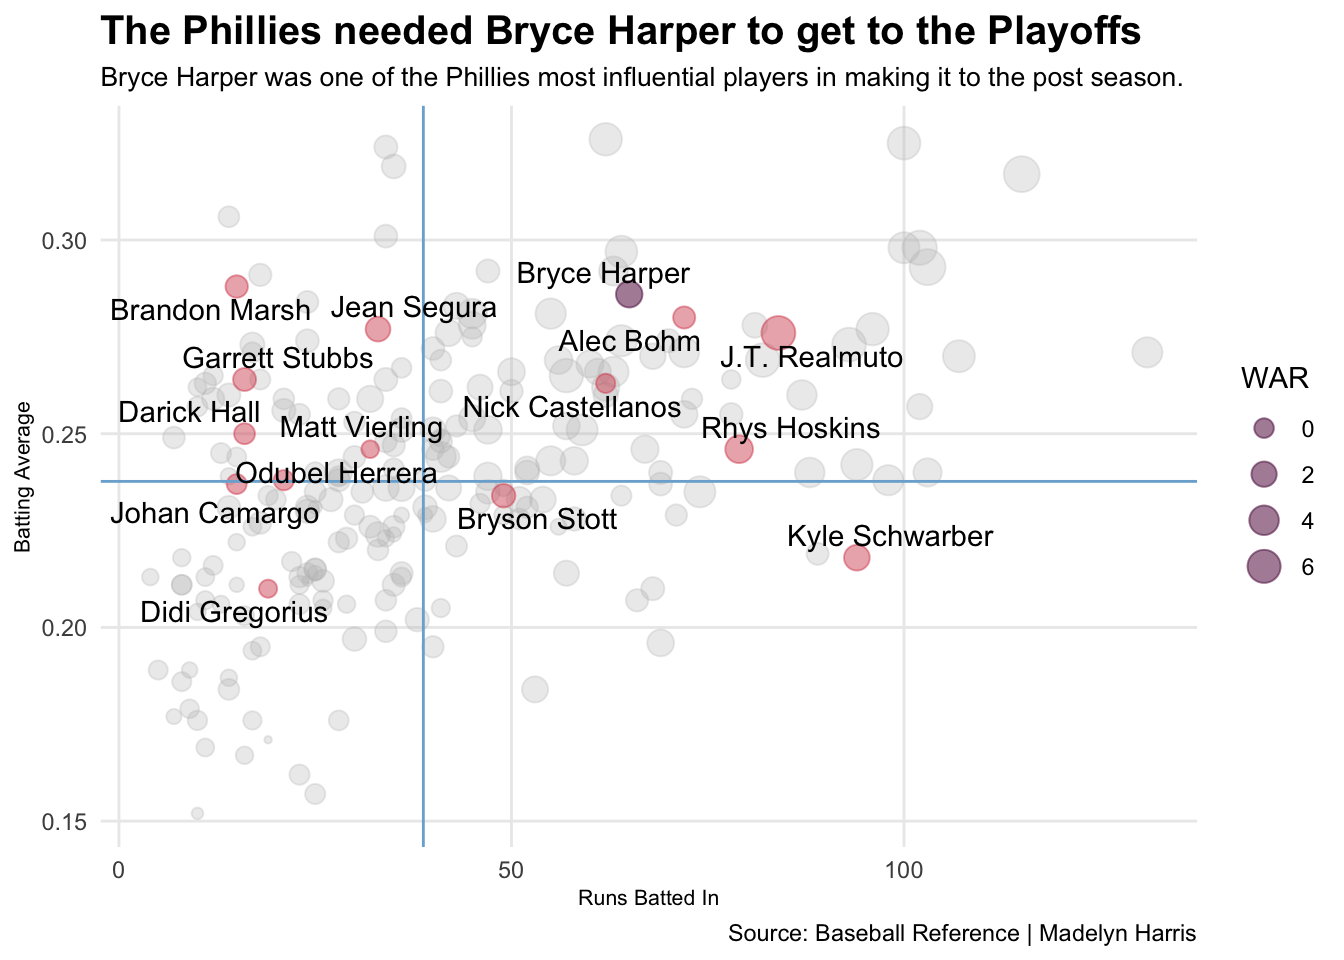 The Phillies needed Bryce Harper to get to the Playoffs
Bryce Harper was one of the Phillies most influential players in making it to the post season.
Batting Average
0.30
0.25
0.20
0.15
Bryce Harper
Brandon Marsh
Jean Segura
Alec Bohm
J.T. Realmuto
Garrett Stubbs
Nick Castellanos
Darick Hall
Matt Vierling
Rhys Hoskins
Odubel Herrera
Johan Camargo
Bryson Stott
Kyle Schwarber
Didi Gregorius
WAR
0
2
4
6
0
50
100
Runs Batted In
Source: Baseball Reference | Madelyn Harris